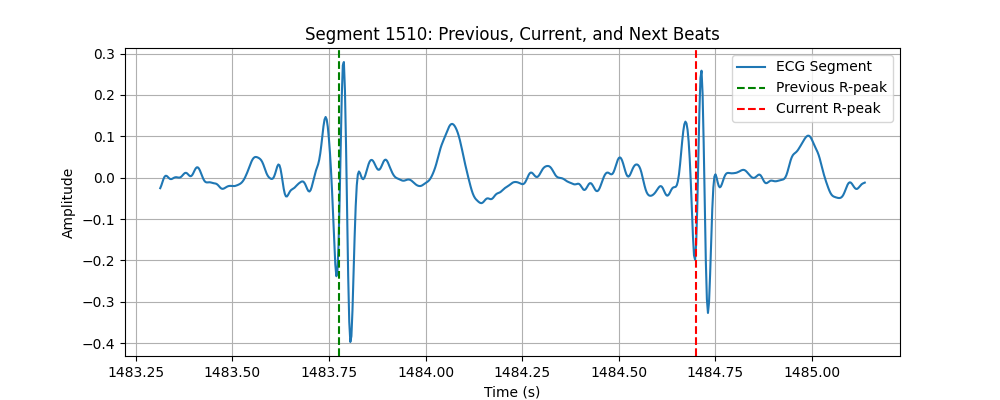 Segment 1510: Previous, Current, and Next Beats
ECG Segment
Previous R-peak
Current R-peak
Amplitude
0.3
0.2
0.1
0.0
−0.1
−0.2
−0.3
−0.4
1483.25 1483.50 1483.75 1484.00 1484.25 1484.50 1484.75 1485.00
Time (s)